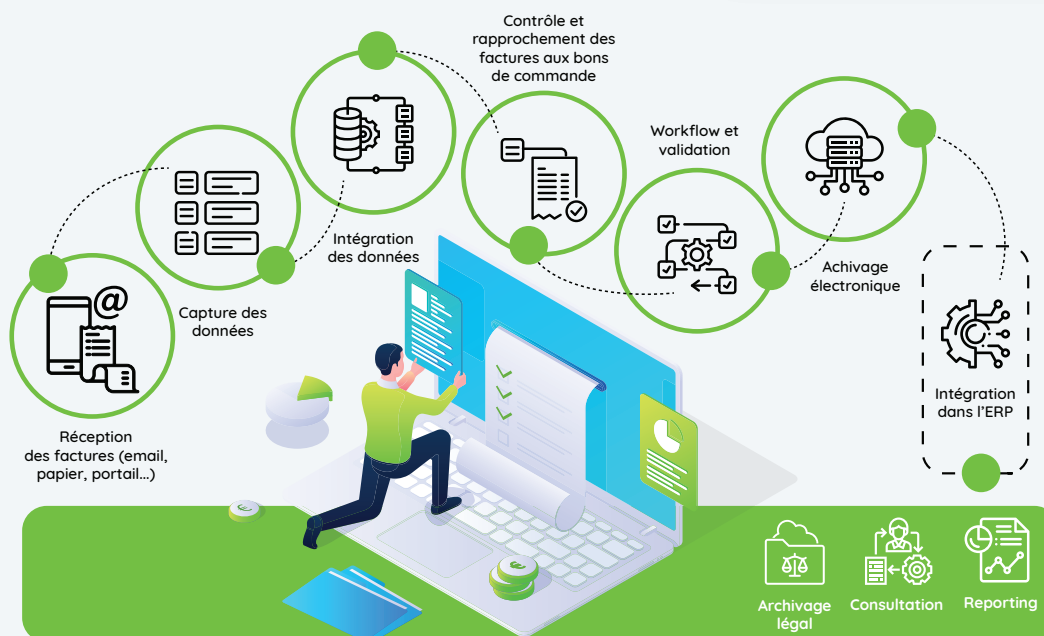 Réception
des factures (email,
papier, portail...)
Capture des
données
Intégration
des données
Contrôle et
rapprochement des
factures aux bons
de commande
Workflow et
validation
Achivage
électronique
Intégration
dans l'ERP
Archivage
légal
Consultation
Reporting